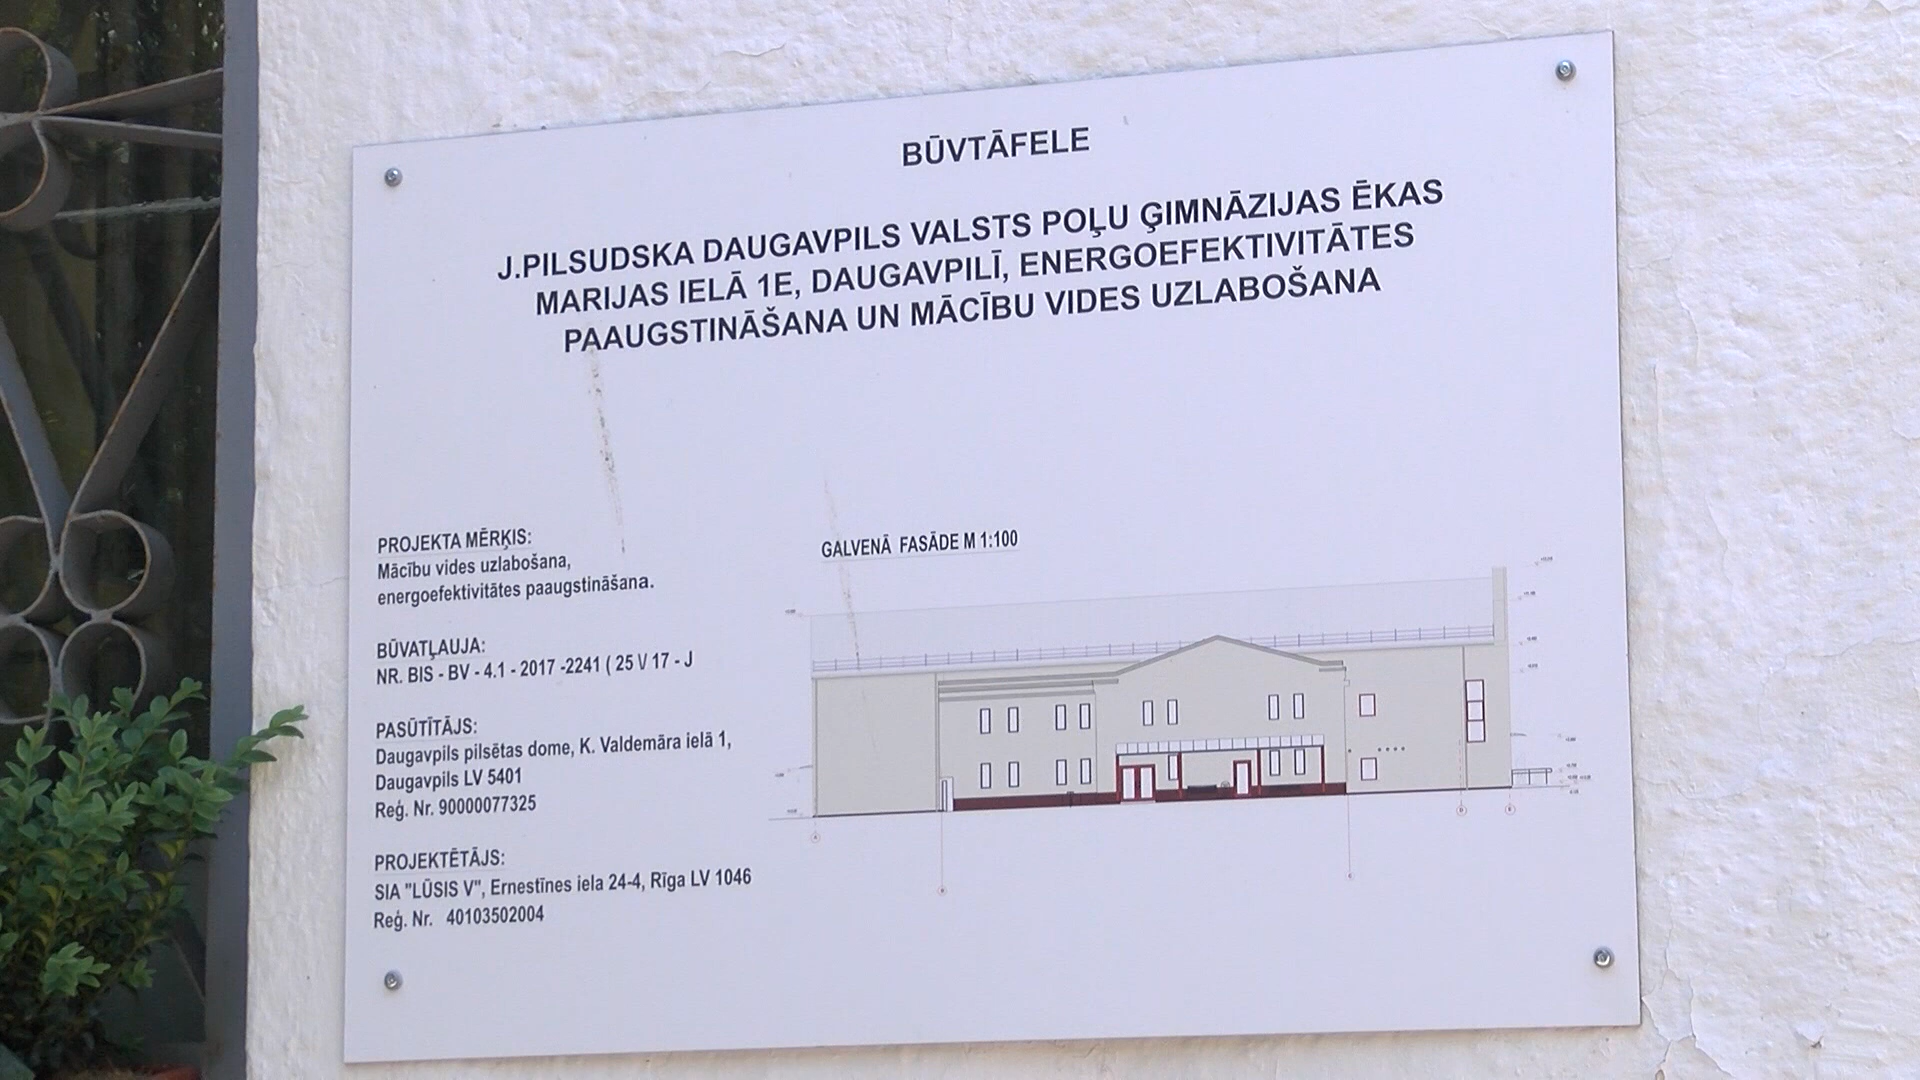 BŪVTĀFELE
J.PILSUDSKA DAUGAVPILS VALSTS POĻU ĢIMNĀZIJAS ĒKAS
MARIJAS IELĀ 1E, DAUGAVPILĪ, ENERGOEFEKTIVITĀTES
PAAUGSTINĀŠANA UN MĀCĪBU VIDES UZLABOŠANA
PROJEKTA MĒRĶIS:
Mācību vides uzlabošana,
energoefektivitātes paaugstināšana.
BŪVATĻAUJA:
NR. BIS - BV - 4.1 - 2017 -2241 ( 25 \/ 17 - J
PASŪTĪTĀJS:
Daugavpils pilsētas dome, K. Valdemāra ielā 1,
Daugavpils LV 5401
Reģ. Nr. 90000077325
PROJEKTĒTĀJS:
SIA "LŪSIS V", Ernestīnes iela 24-4, Rīga LV 1046
Reģ. Nr. 40103502004
GALVENĀ FASĀDE M 1:100